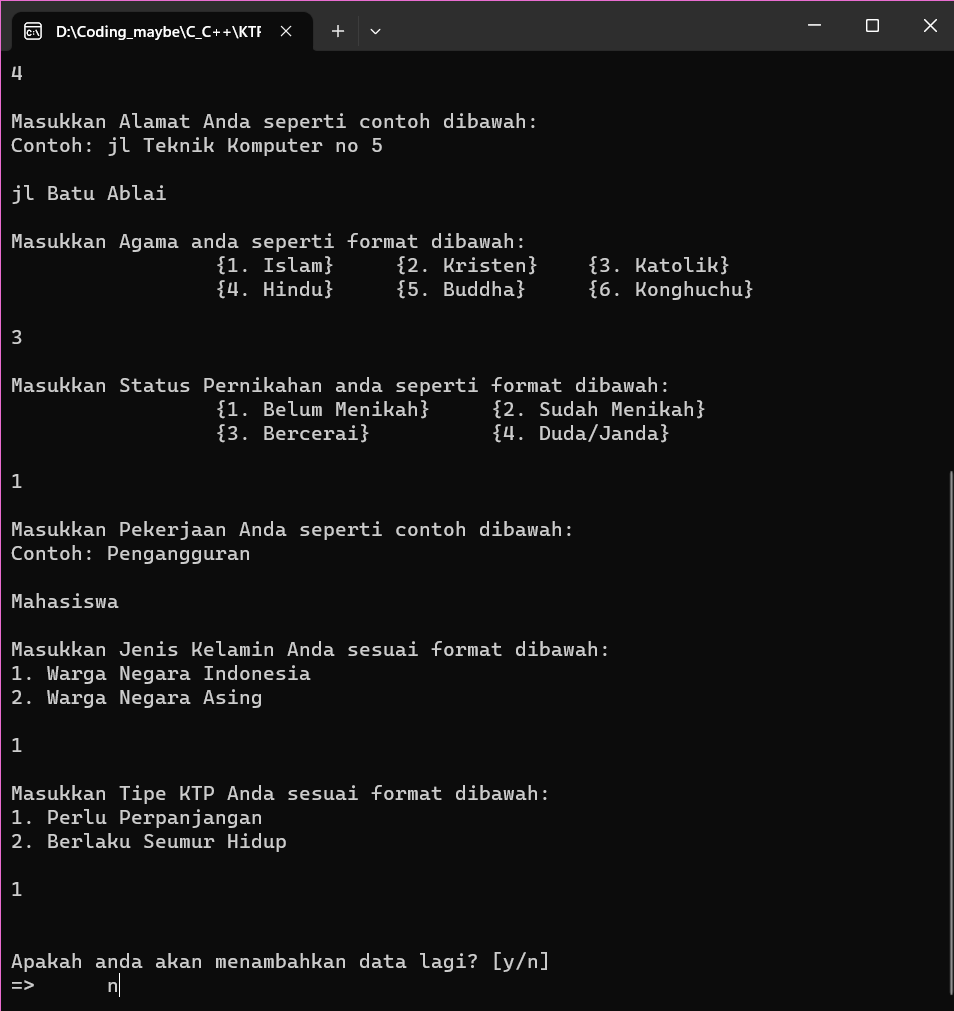 D:\Coding_maybe\C_C++\KTP
4
Masukkan Alamat Anda seperti contoh dibawah:
Contoh: jl Teknik Komputer no 5
jl Batu Ablai
Masukkan Agama anda seperti format dibawah:
{1. Islam} {2. Kristen} {3. Katolik}
{4. Hindu} {5. Buddha} {6. Konghuchu}
3
Masukkan Status Pernikahan anda seperti format dibawah:
{1. Belum Menikah} {2. Sudah Menikah}
{3. Bercerai} {4. Duda/Janda}
1
Masukkan Pekerjaan Anda seperti contoh dibawah:
Contoh: Pengangguran
Mahasiswa
Masukkan Jenis Kelamin Anda sesuai format dibawah:
1. Warga Negara Indonesia
2. Warga Negara Asing
1
Masukkan Tipe KTP Anda sesuai format dibawah:
1. Perlu Perpanjangan
2. Berlaku Seumur Hidup
1
Apakah anda akan menambahkan data lagi? [y/n]
=> n